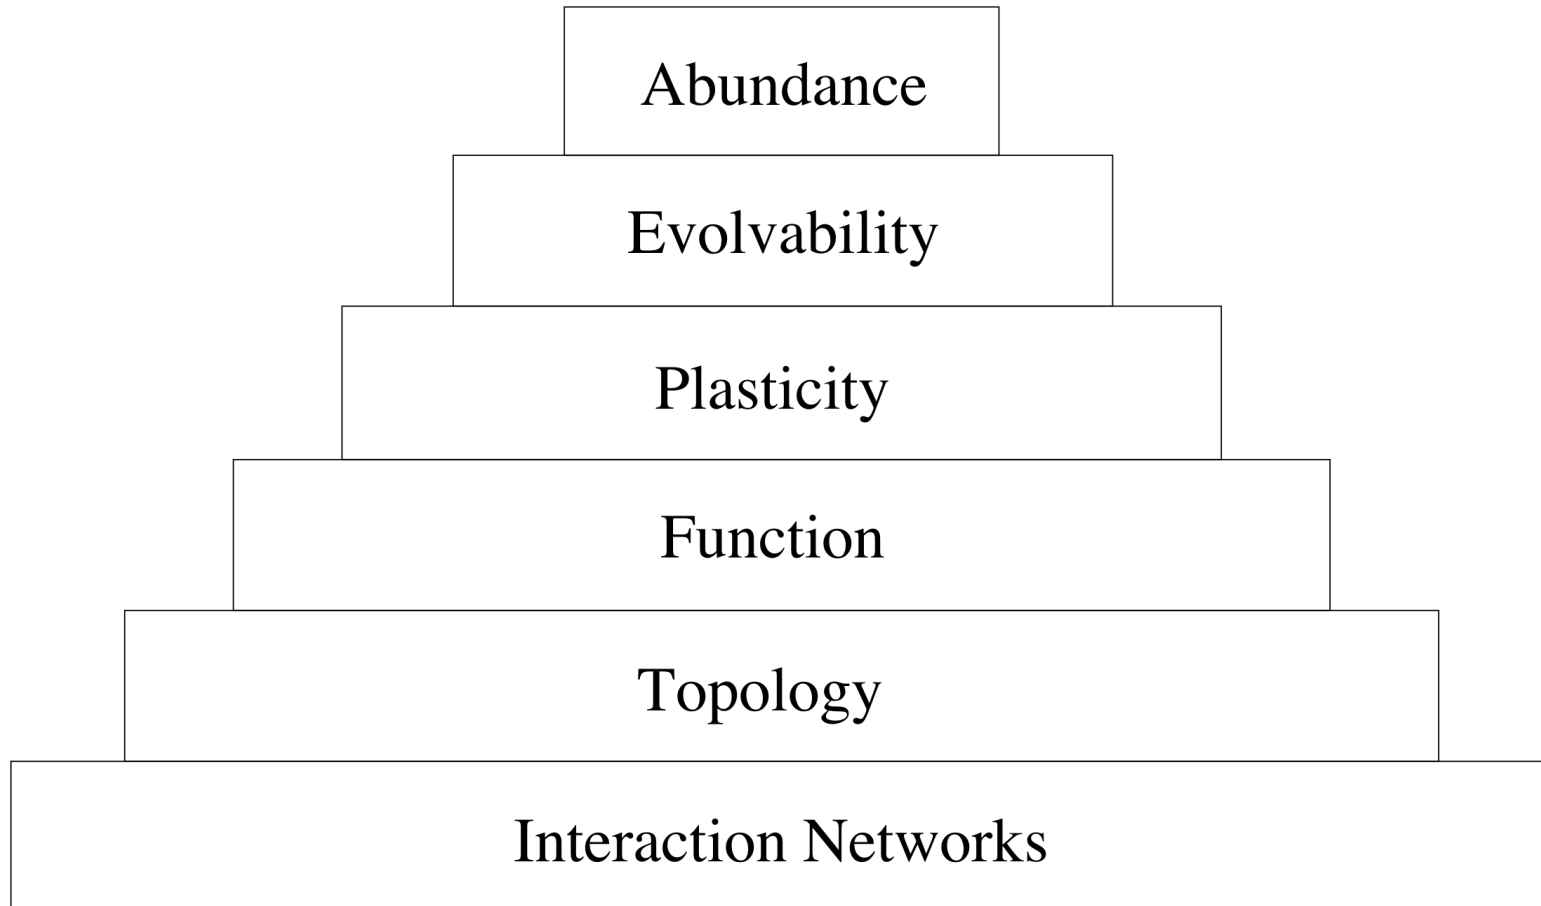 Abundance
Evolvability
Plasticity
Function
Topology
Interaction Networks